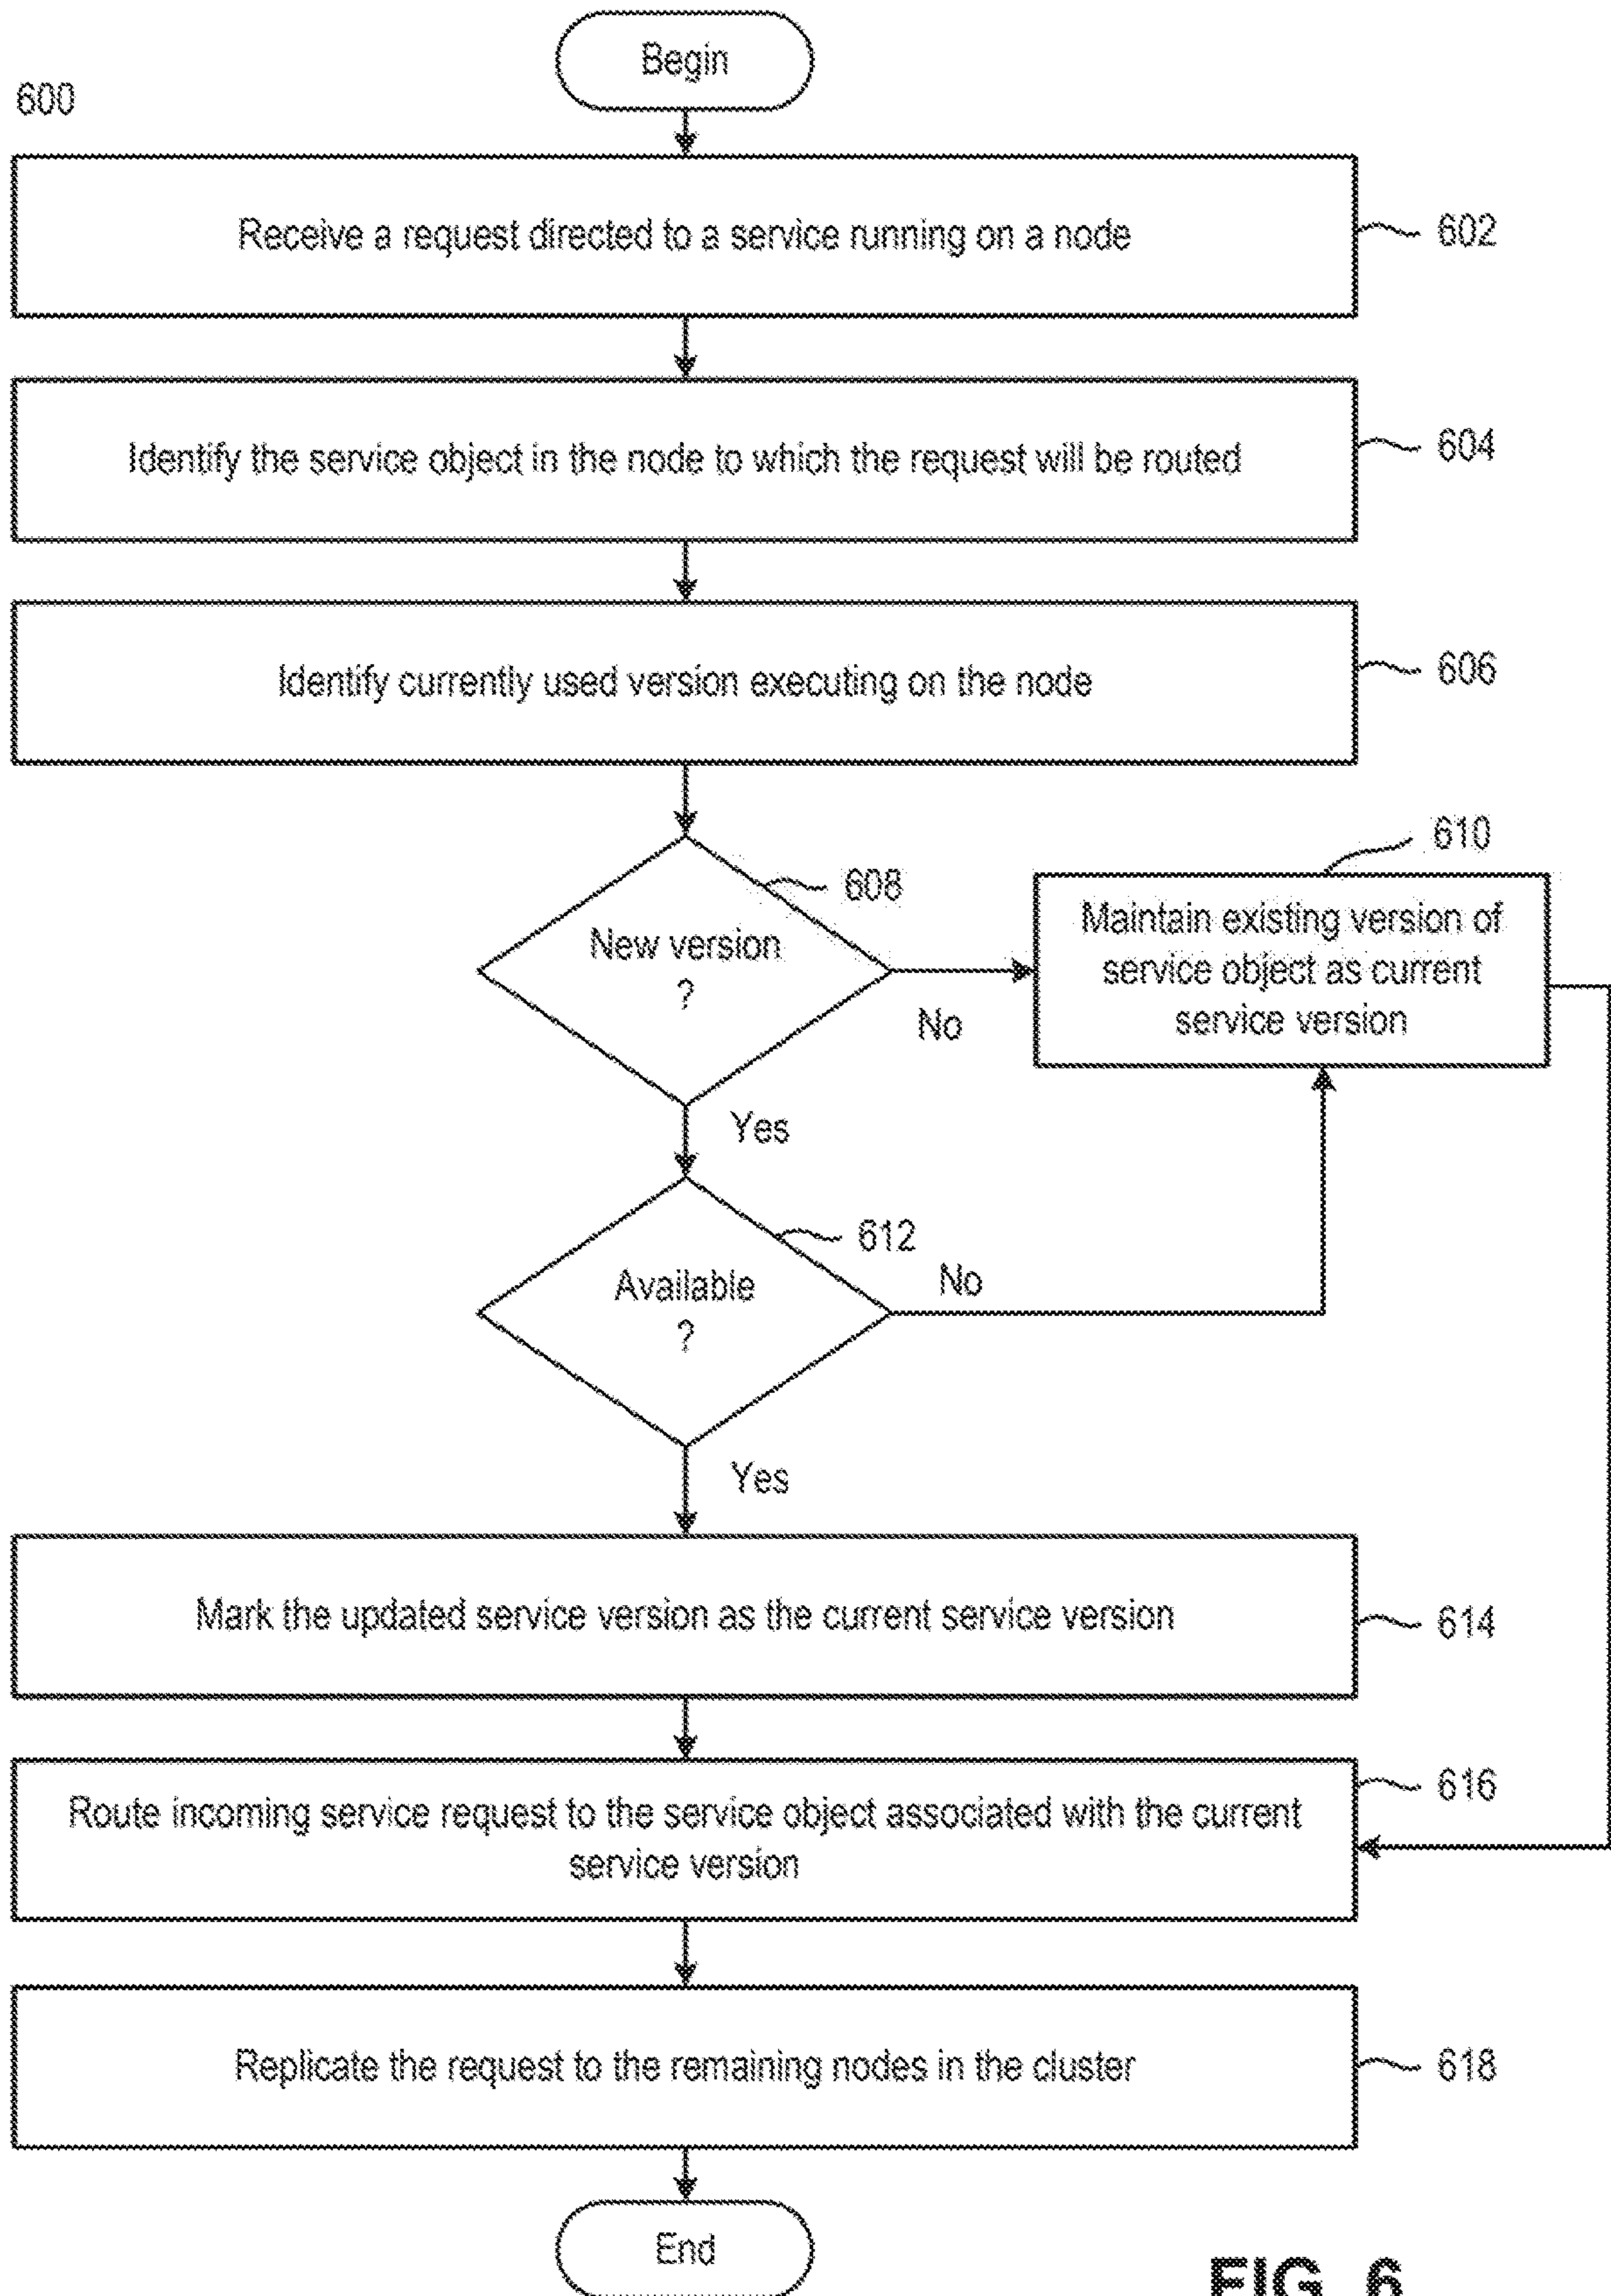 Begin
600
Receive a request directed to a service running on a node
602
Identify the service object in the node to which the request will be routed
604
Identify currently used version executing on the node
606
610
608
New version
?
Maintain existing version of
service object as current
service version
No
Yes
612
Available
?
No
Yes
Mark the updated service version as the current service version
614
Route incoming service request to the service object associated with the current
service version
616
Replicate the request to the remaining nodes in the cluster
618
End
FIG. 6